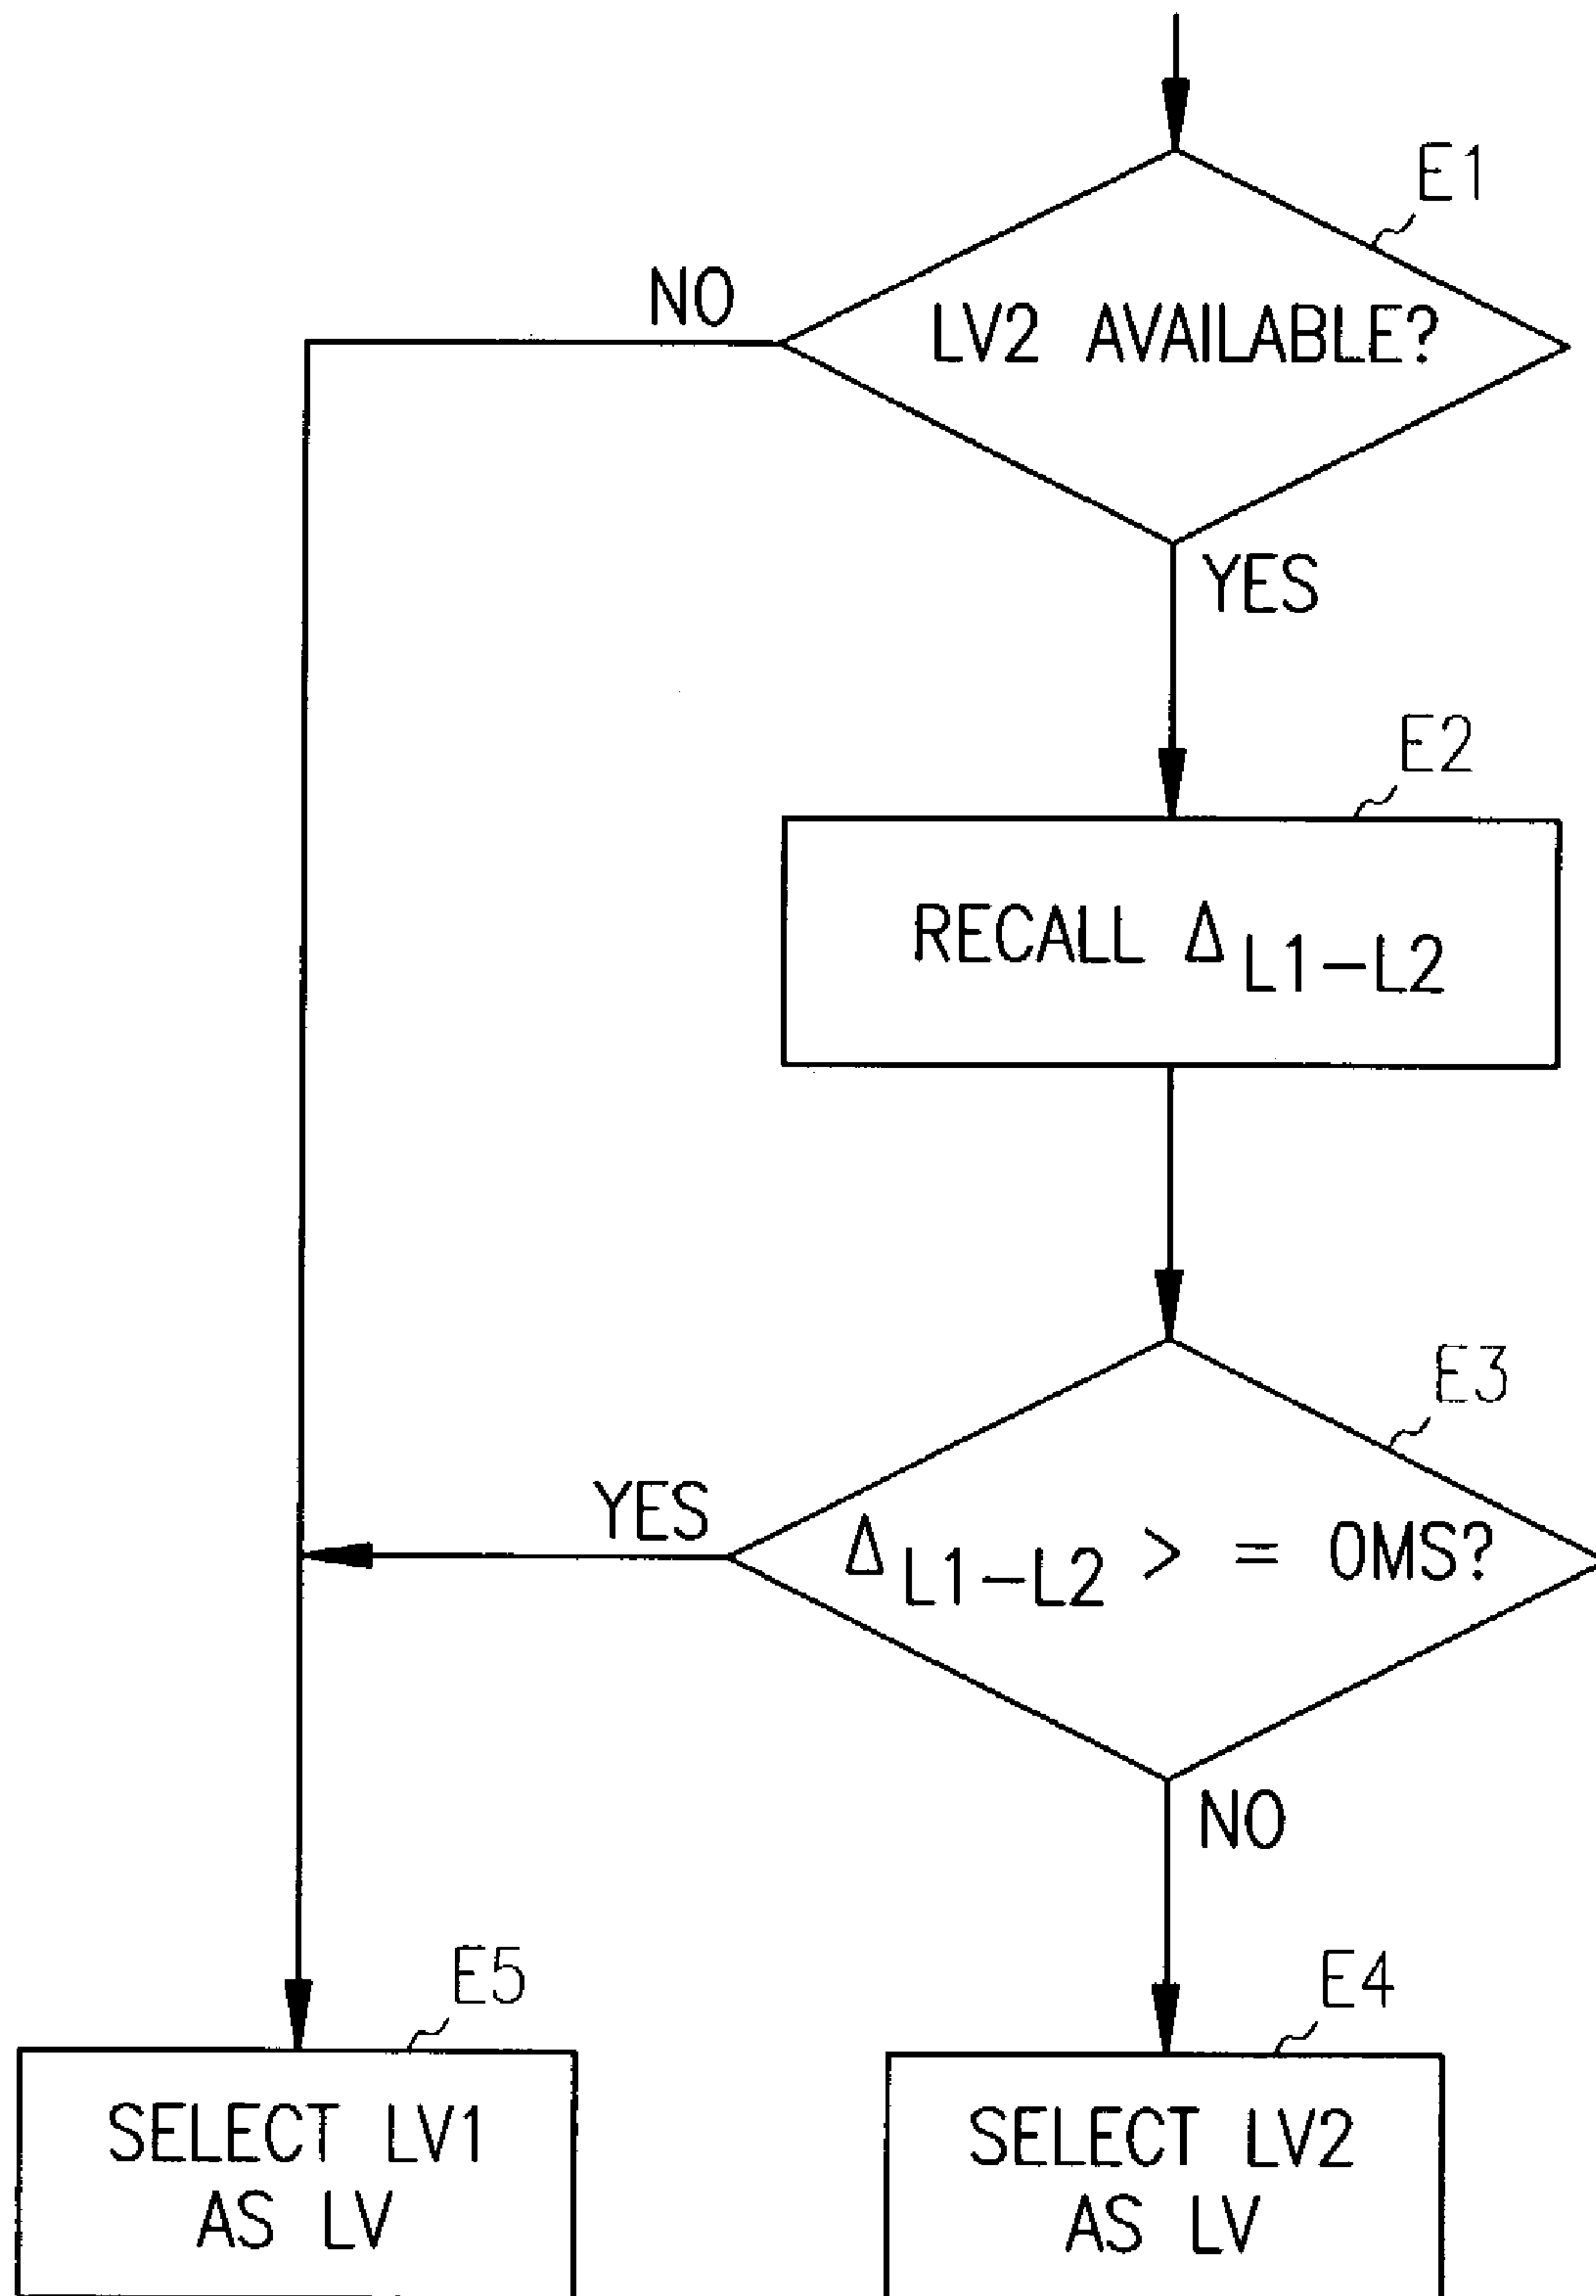 E1
NO
LV2 AVAILABLE?
YES
E2
RECALL Δ L1-L2
E3
YES
Δ L1-L2 > = 0MS?
NO
E5
E4
SELECT LV1
AS LV
SELECT LV2
AS LV